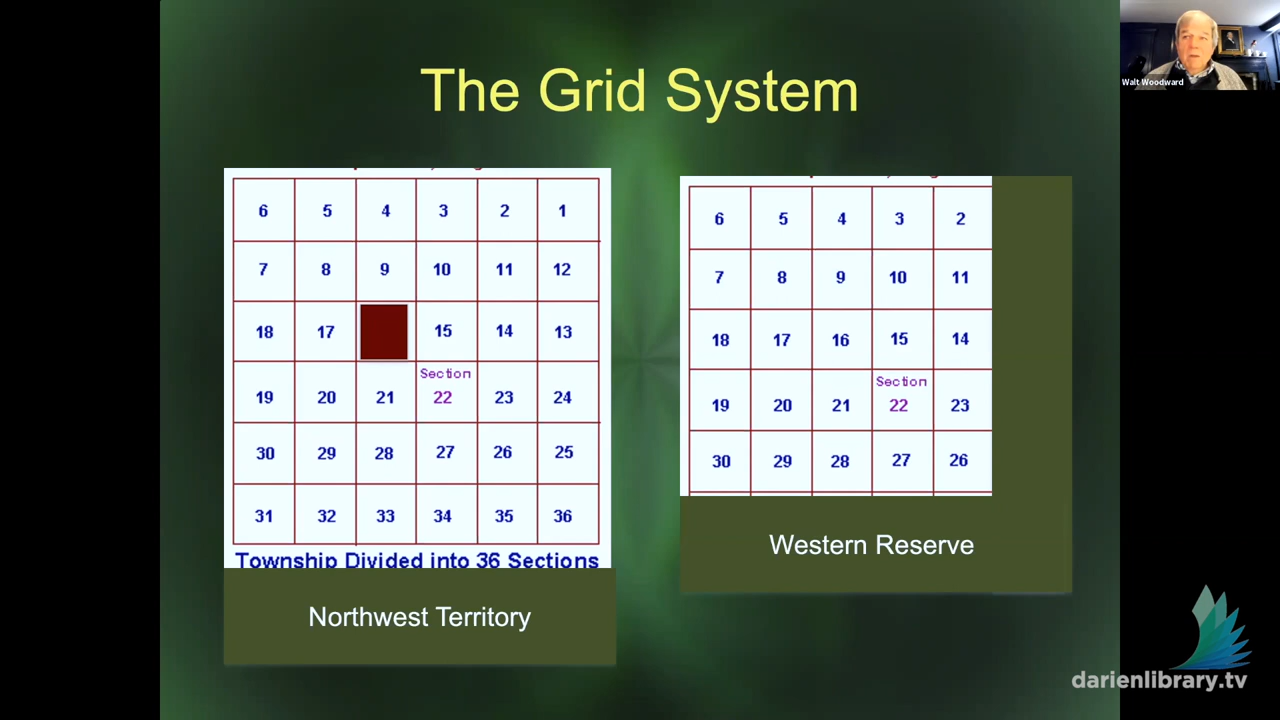 The Grid System
Walt Woodward
6 5 4 3 2 1
7 8 9 10 11 12
18 17 15 14 13
Section
19 20 21 22 23 24
30 29 28 27 26 25
31 32 33 34 35 36
Township Divided into 36 Sections
Northwest Territory
6 5 4 3 2
7 8 9 10 11
18 17 16 15 14
Section
19 20 21 22 23
30 29 28 27 26
Western Reserve
darienlibrary.tv